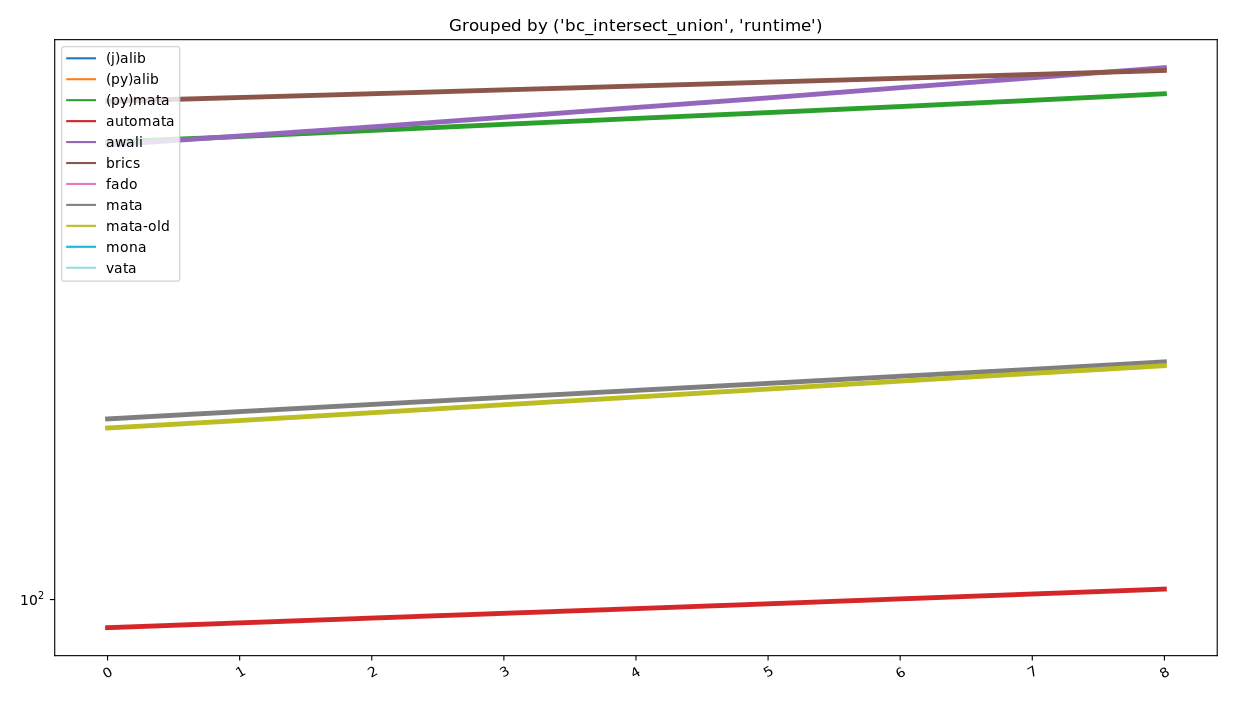 Grouped by ('bc_intersect_union', 'runtime')
(j)alib
(py)alib
(py)mata
automata
awali
brics
fado
mata
mata-old
mona
vata
10²
0 1 2 3 4 5 6 7 8